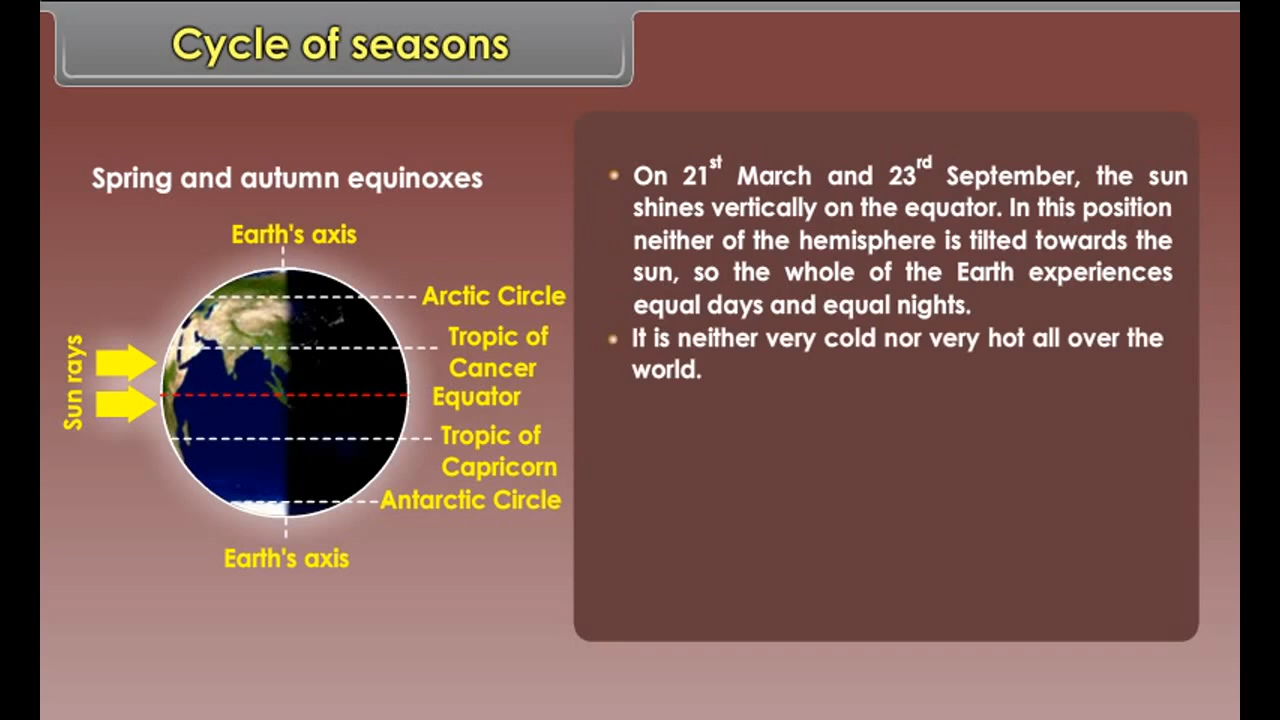 Cycle of seasons
Spring and autumn equinoxes
Earth's axis
Arctic Circle
Tropic of
Cancer
Equator
Tropic of
Capricorn
Antarctic Circle
Earth's axis
Sun rays
On 21st March and 23rd September, the sun
shines vertically on the equator. In this position
neither of the hemisphere is tilted towards the
sun, so the whole of the Earth experiences
equal days and equal nights.
It is neither very cold nor very hot all over the
world.